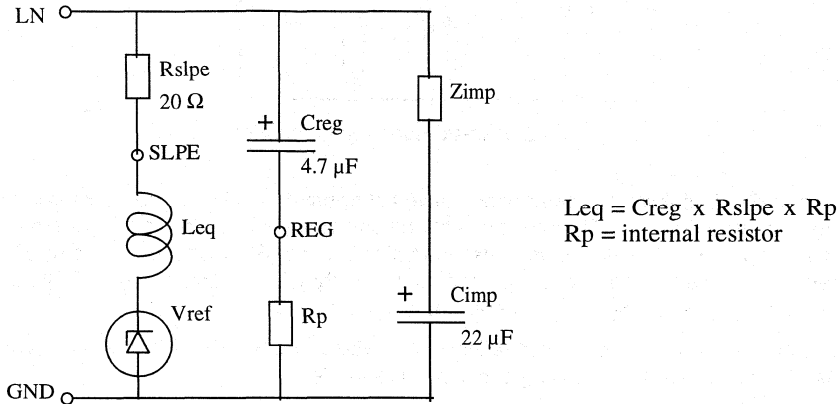 LN
Rslpe
20 Ω
SLPE
Leq
Vref
GND
+ Creg
4.7 µF
REG
Rp
Zimp
+ Cimp
22 µF
Leq = Creg x Rslpe x Rp
Rp = internal resistor